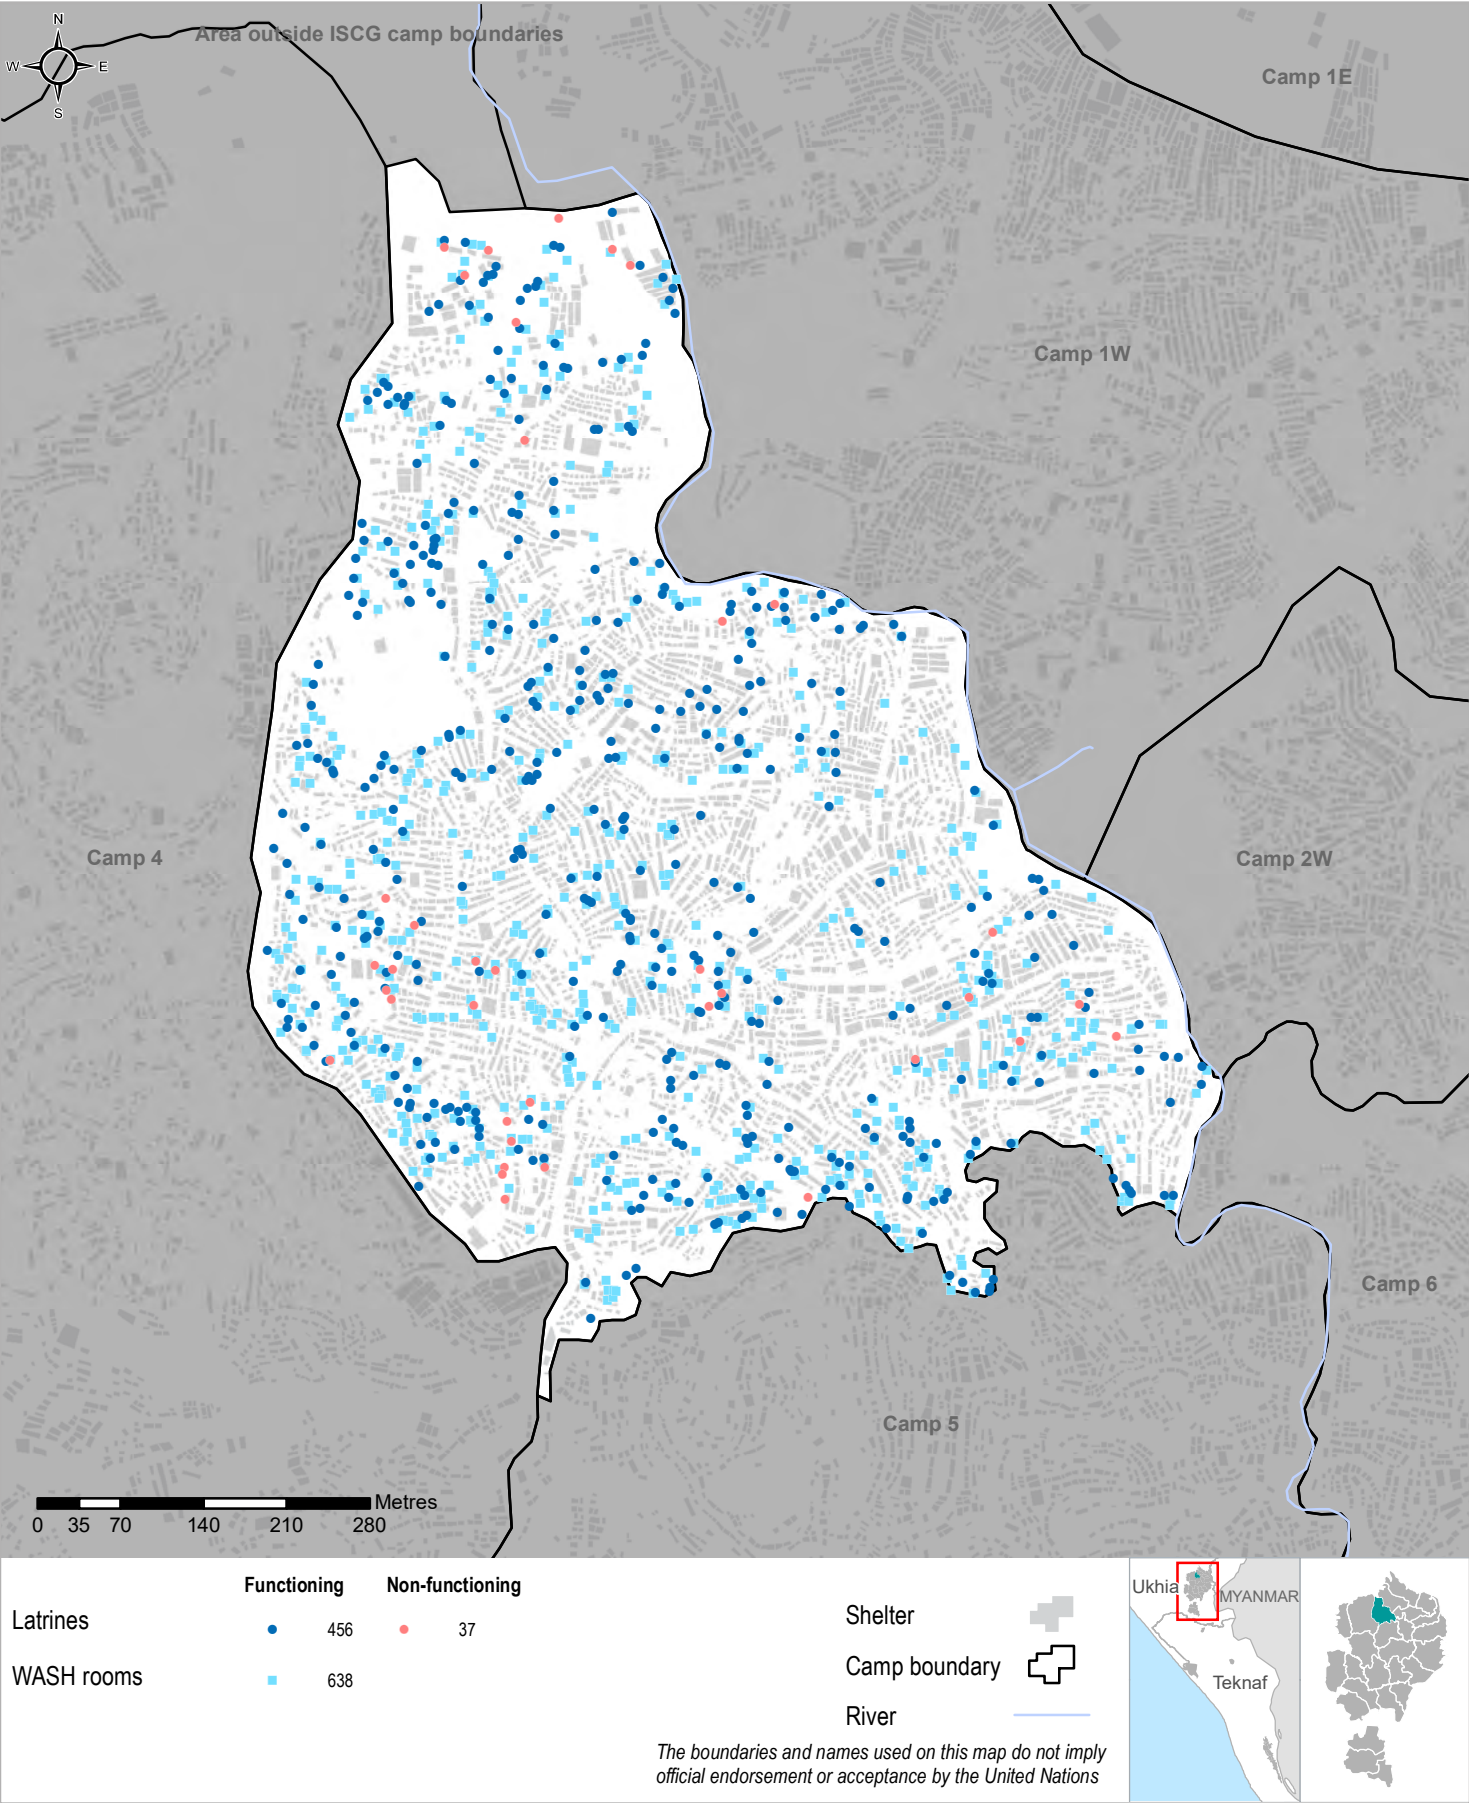 N
W E
S
Area outside ISCG camp boundaries
Camp 1E
Camp 1W
Camp 4
Camp 2W
Camp 6
Camp 5
Metres
0 35 70 140 210 280
Functioning Non-functioning
Latrines 456 37
WASH rooms 638
Shelter
Camp boundary
River
The boundaries and names used on this map do not imply
official endorsement or acceptance by the United Nations
Ukhia
MYANMAR
Teknaf